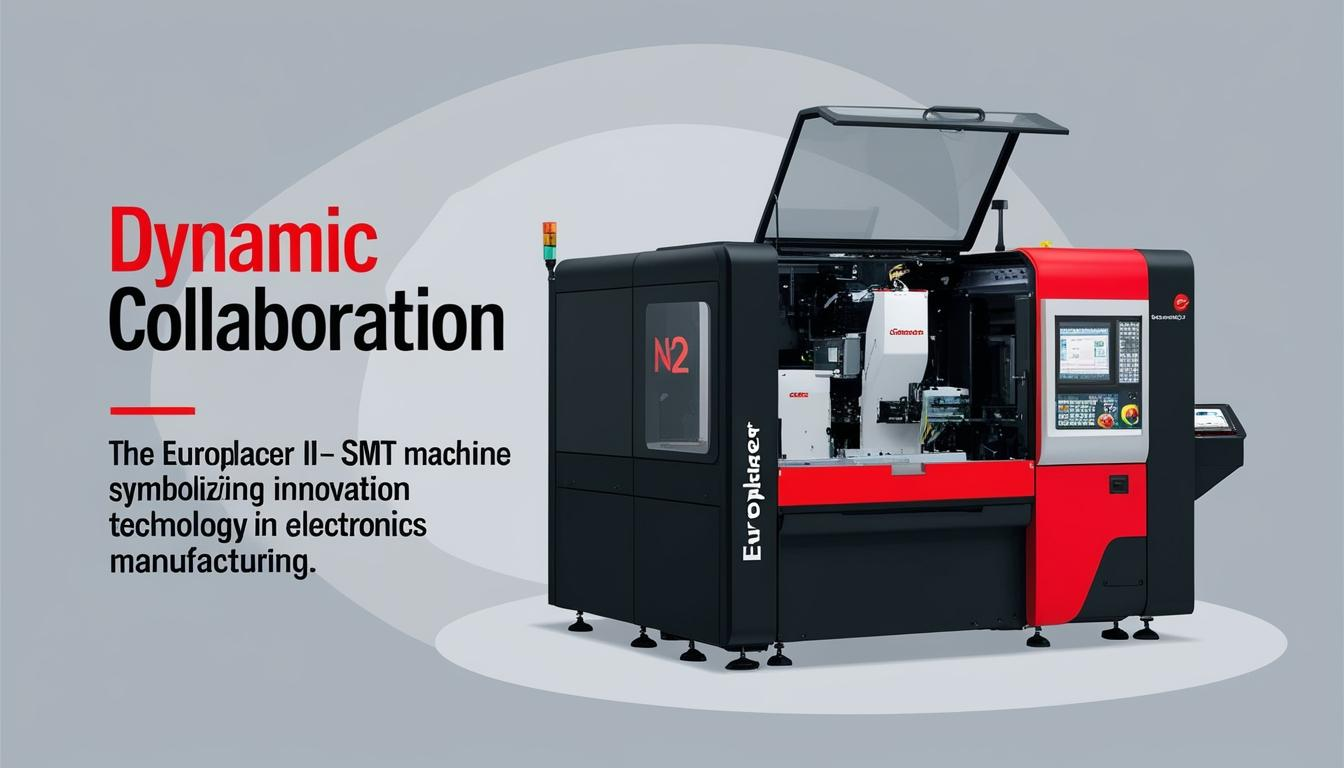 Dynamic
Collaboration
The Europlacer II– SMT machine
symbolizing innovation
technology in electronics
manufacturing.
N2